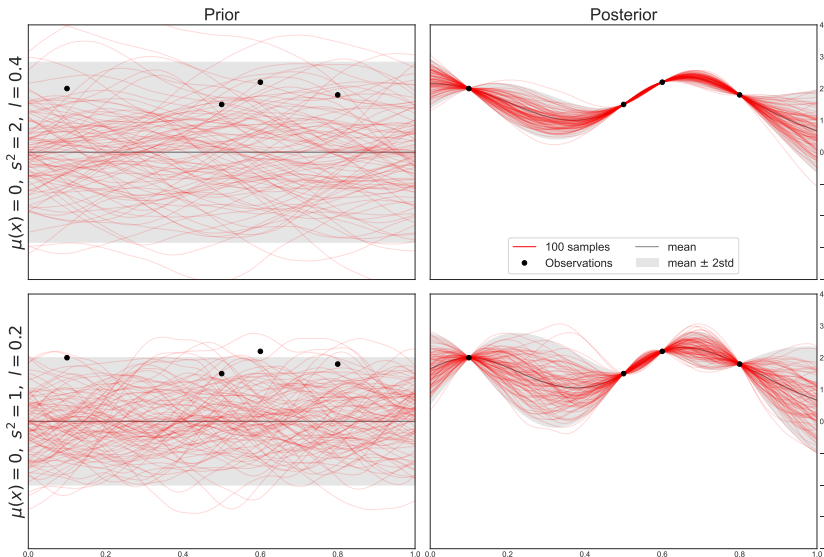 Prior
Posterior
μ(x) = 0, s² = 2, l = 0.4
4
3
2
1
0
100 samples
mean
Observations
mean ± 2std
μ(x) = 0, s² = 1, l = 0.2
4
3
2
1
0
0.0 0.2 0.4 0.6 0.8 1.0
0.0 0.2 0.4 0.6 0.8 1.0